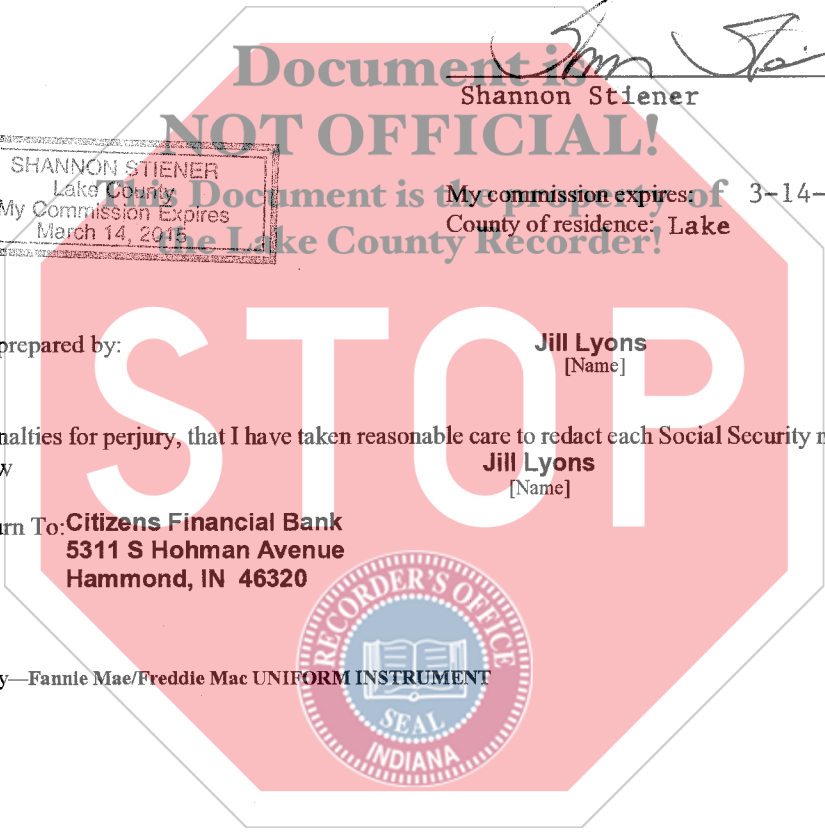 Document is
Shannon Stiener
NOT OFFICIAL!
SHANNON STIENER
Lake County
My Commission Expires
March 14, 2015
This Document is the property of
the Lake County Recorder!
My commission expires: 3-14-
County of residence: Lake
STOP
prepared by:
Jill Lyons
[Name]
nalties for perjury, that I have taken reasonable care to redact each Social Security n
w
Jill Lyons
[Name]
urn To: Citizens Financial Bank
5311 S Hohman Avenue
Hammond, IN 46320
RECORDER'S OFFICE
SEAL
INDIANA
y—Fannie Mae/Freddie Mac UNIFORM INSTRUMENT